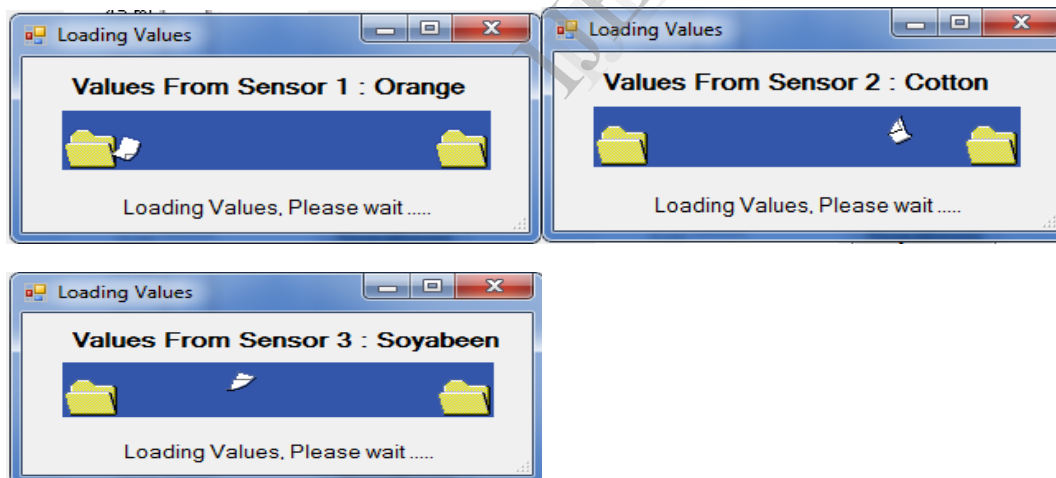 Loading Values
Values From Sensor 1 : Orange
Loading Values, Please wait .....
Loading Values
Values From Sensor 2 : Cotton
Loading Values, Please wait .....
Loading Values
Values From Sensor 3 : Soyabeen
Loading Values, Please wait .....